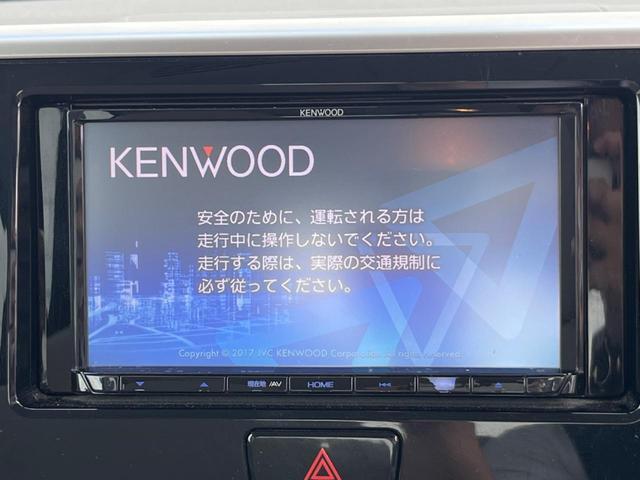 KENWOOD
KENWOOD
安全のために、運転される方は
走行中に操作しないでください。
走行する際は、実際の交通規制に
必ず従ってください。
Copyright © 2017 JVC KENWOOD Corporation. All rights reserved.
現在地 /AV HOME